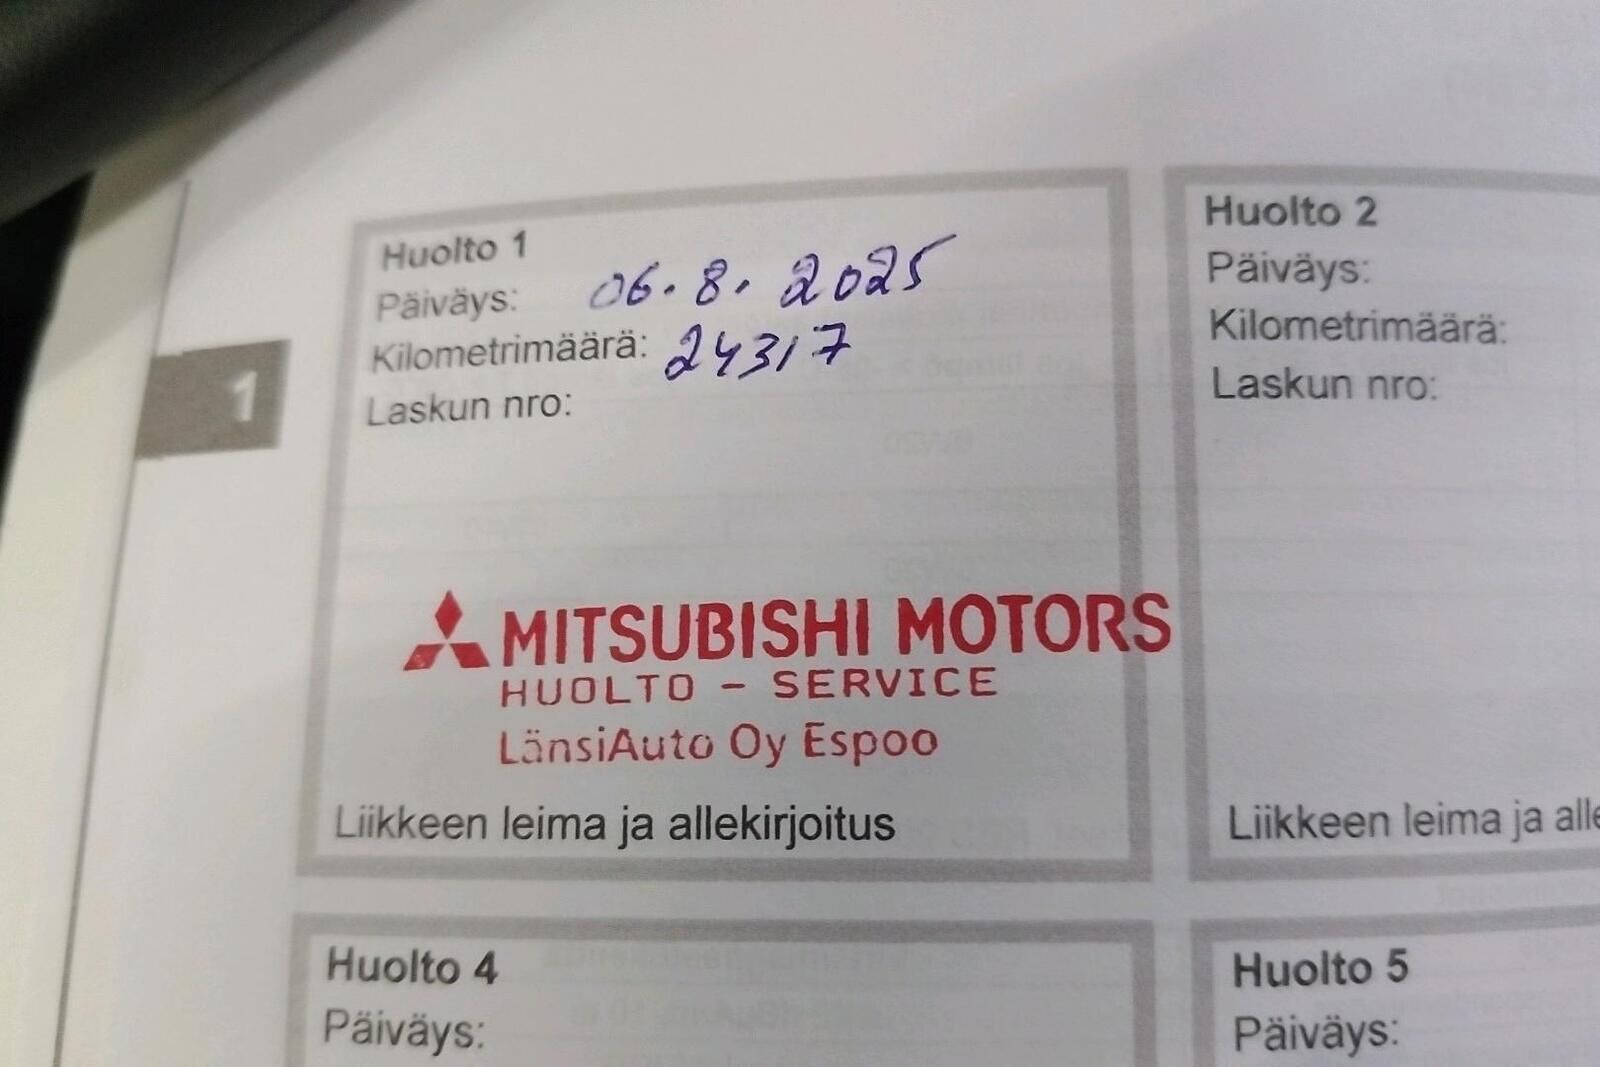 1
Huolto 1
Päiväys: 06.8.2025
Kilometrimäärä: 24317
Laskun nro:
MITSUBISHI MOTORS
HUOLTO - SERVICE
LänsiAuto Oy Espoo
Liikkeen leima ja allekirjoitus
Huolto 2
Päiväys:
Kilometrimäärä:
Laskun nro:
Liikkeen leima ja alle
Huolto 4
Päiväys:
Huolto 5
Päiväys: